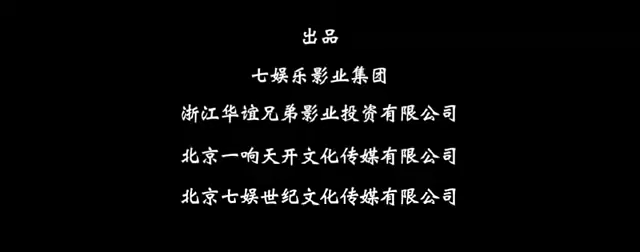 出品
七娱乐影业集团
浙江华谊兄弟影业投资有限公司
北京一响天开文化传媒有限公司
北京七娱世纪文化传媒有限公司